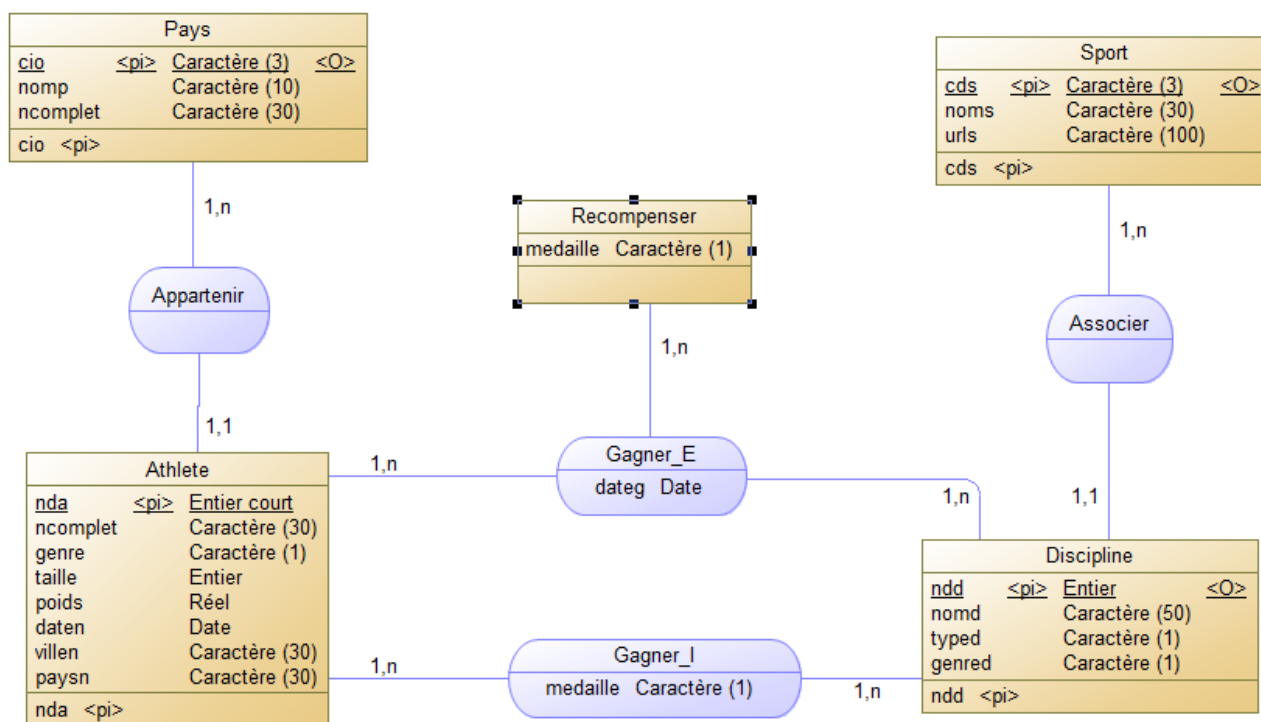 Pays
cio <pi> Caractère (3) <O>
nomp Caractère (10)
ncomplet Caractère (30)
cio <pi>
Sport
cds <pi> Caractère (3) <O>
noms Caractère (30)
urls Caractère (100)
cds <pi>
1,n
Recompenser
medaille Caractère (1)
1,n
Appartenir
Associer
1,n
1,1
Athlete
nda <pi> Entier court
ncomplet Caractère (30)
genre Caractère (1)
taille Entier
poids Réel
daten Date
villen Caractère (30)
paysn Caractère (30)
nda <pi>
1,n
Gagner_E
dateg Date
1,n
1,1
Discipline
ndd <pi> Entier <O>
nomd Caractère (50)
typed Caractère (1)
genred Caractère (1)
ndd <pi>
1,n
Gagner_I
medaille Caractère (1)
1,n